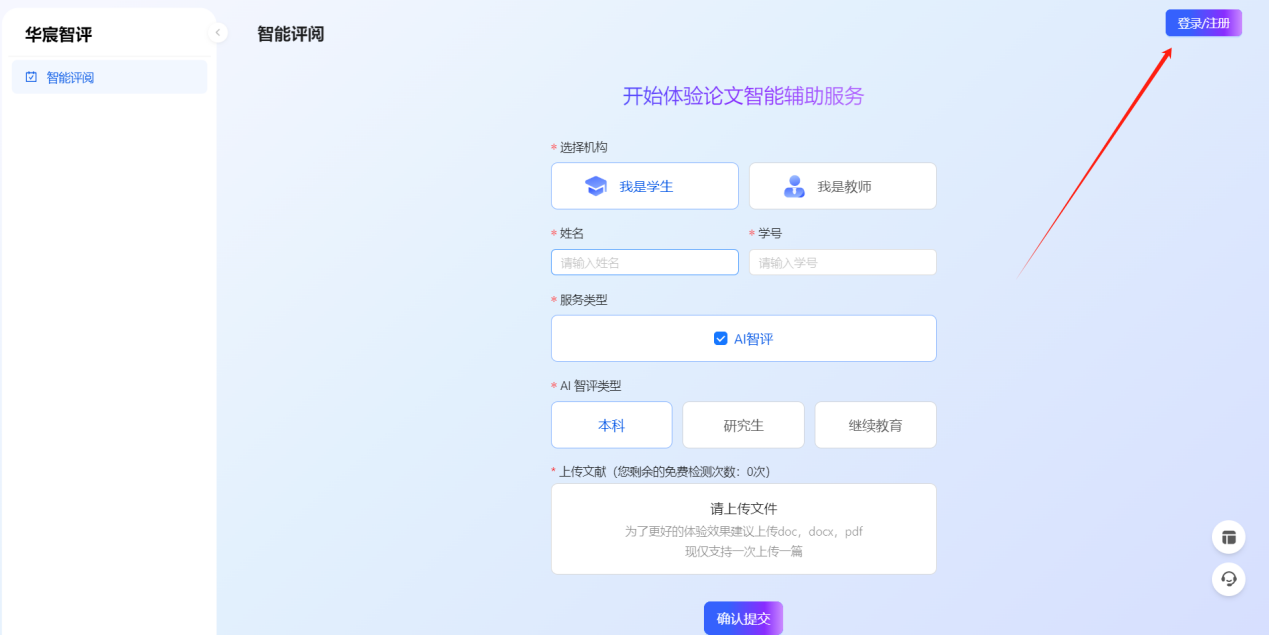 华宸智评
智能评阅
登录/注册
智能评阅
开始体验论文智能辅助服务
* 选择机构
我是学生
我是教师
* 姓名
* 学号
请输入姓名
请输入学号
* 服务类型
AI智评
* AI 智评类型
本科
研究生
继续教育
* 上传文献（您剩余的免费检测次数：0次）
请上传文件
为了更好的体验效果建议上传doc，docx，pdf
现仅支持一次上传一篇
确认提交